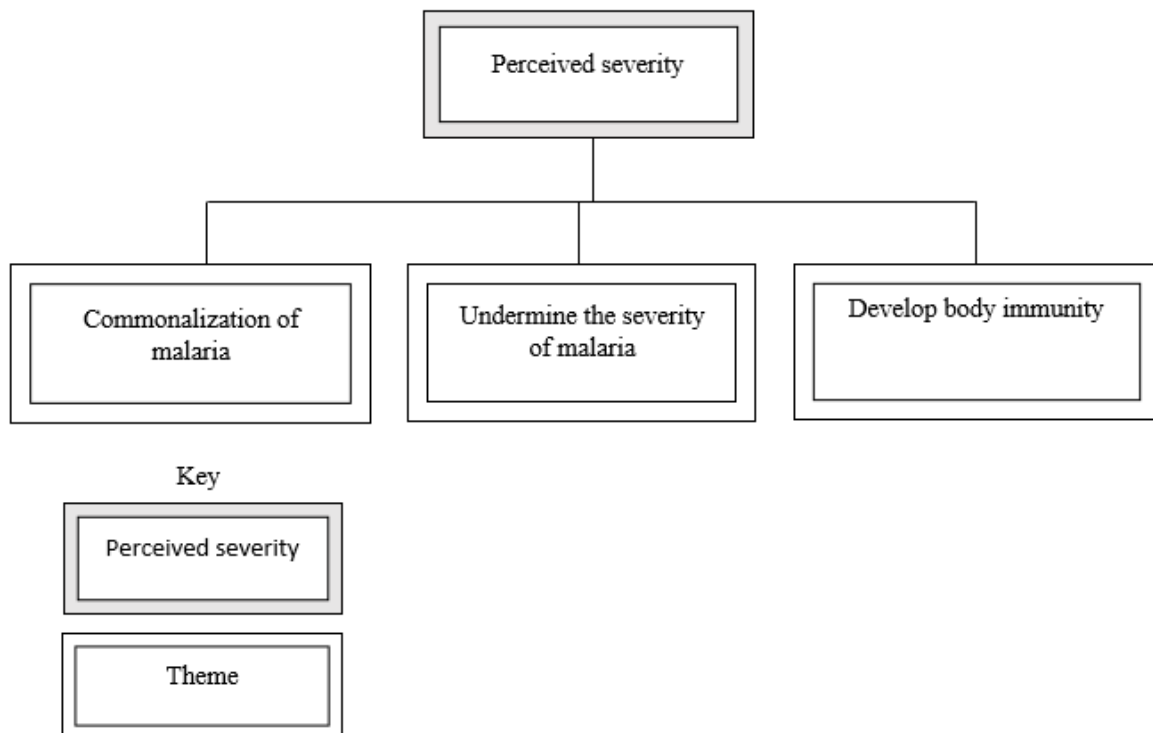 Perceived severity
Commonalization of
malaria
Undermine the severity
of malaria
Develop body immunity
Key
Perceived severity
Theme